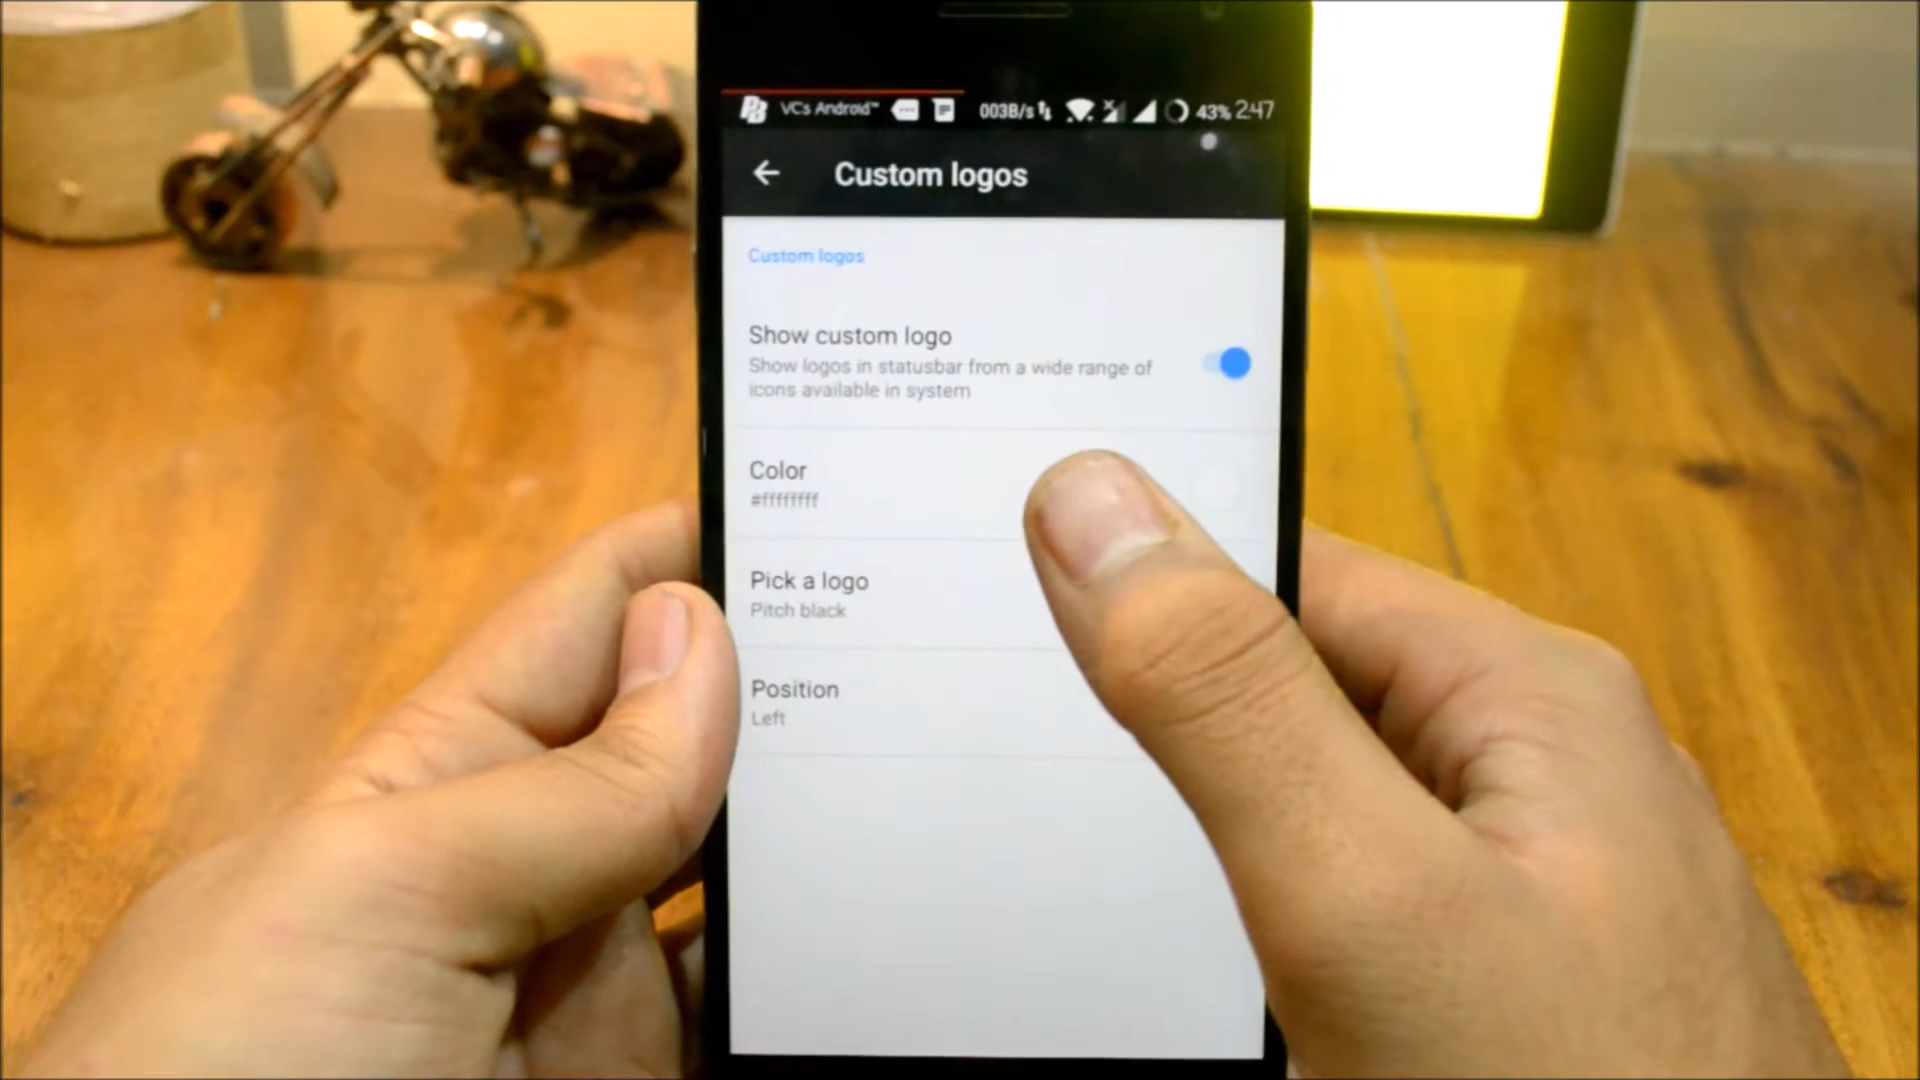 PB VCs Android™ 003B/s 43% 2:47
Custom logos
Custom logos
Show custom logo
Show logos in statusbar from a wide range of
icons available in system
Color
#ffffffff
Pick a logo
Pitch black
Position
Left